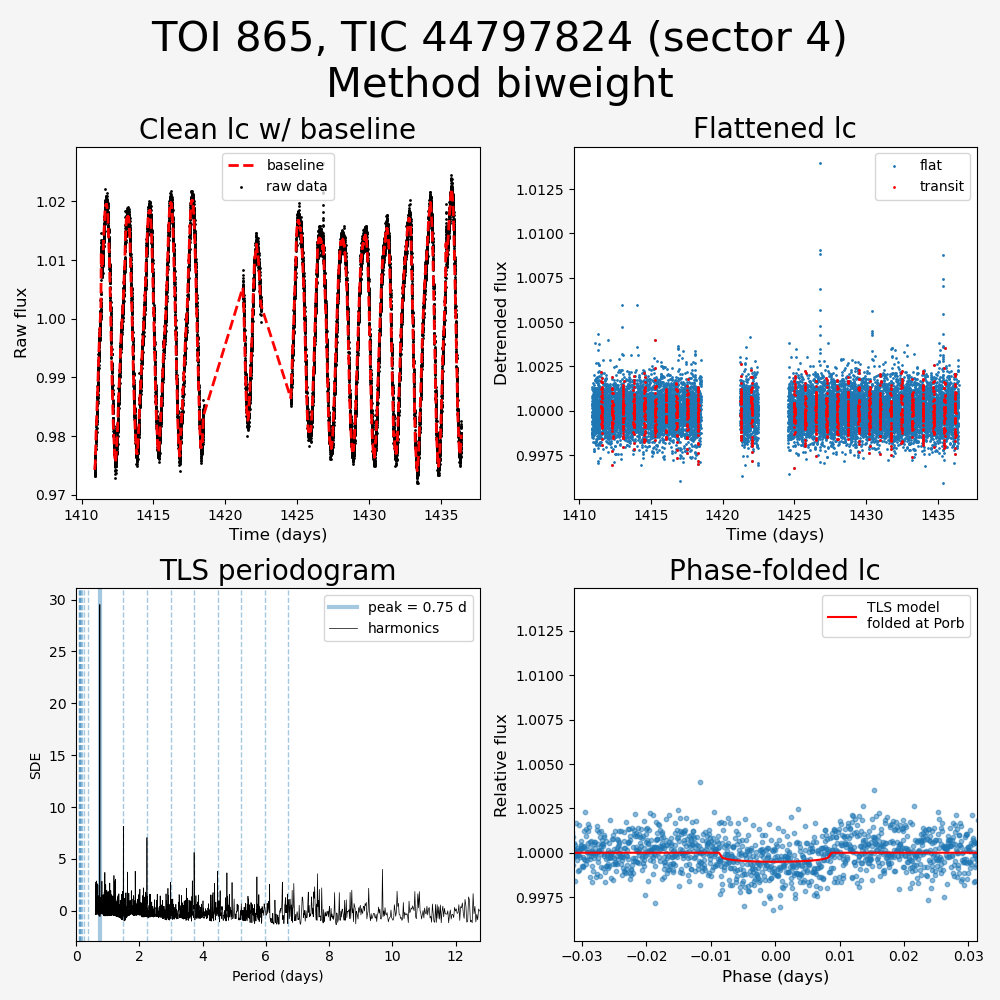 TOI 865, TIC 44797824 (sector 4)
Method biweight
Clean lc w/ baseline
baseline
raw data
Raw flux
1.02
1.01
1.00
0.99
0.98
0.97
1410 1415 1420 1425 1430 1435
Time (days)
Flattened lc
flat
transit
Detrended flux
1.0125
1.0100
1.0075
1.0050
1.0025
1.0000
0.9975
1410 1415 1420 1425 1430 1435
Time (days)
TLS periodogram
peak = 0.75 d
harmonics
SDE
30
25
20
15
10
5
0
0 2 4 6 8 10 12
Period (days)
Phase-folded lc
TLS model
folded at Porb
Relative flux
1.0125
1.0100
1.0075
1.0050
1.0025
1.0000
0.9975
−0.03 −0.02 −0.01 0.00 0.01 0.02 0.03
Phase (days)